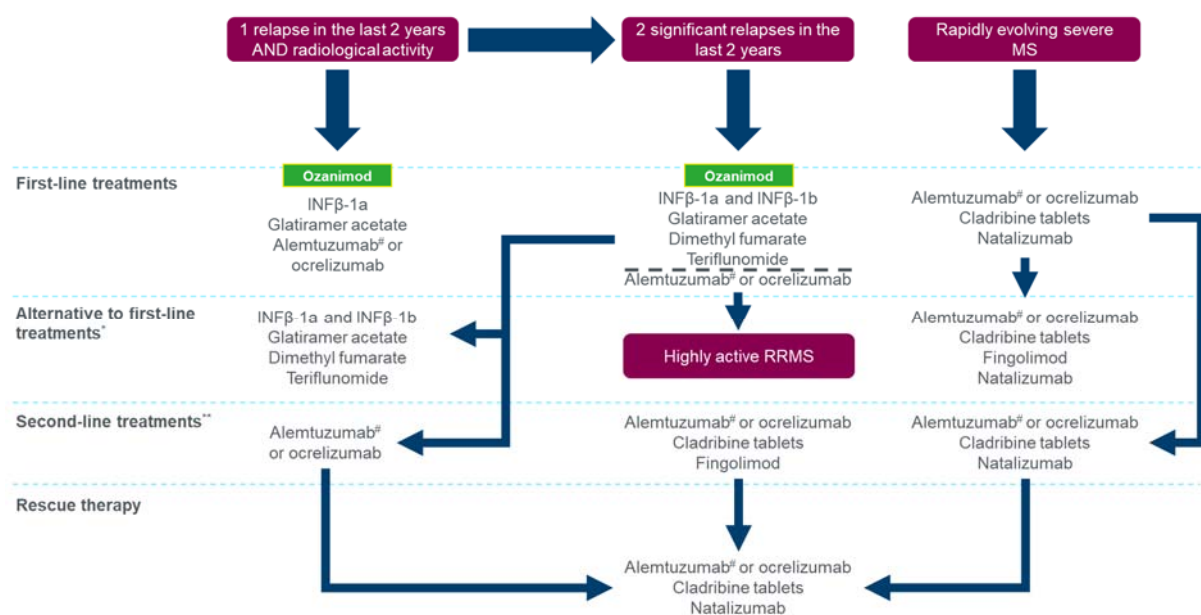 1 relapse in the last 2 years
AND radiological activity
2 significant relapses in the
last 2 years
Rapidly evolving severe
MS
First-line treatments
Ozanimod
INFβ-1a
Glatiramer acetate
Alemtuzumab# or
ocrelizumab
Ozanimod
INFβ-1a and INFβ-1b
Glatiramer acetate
Dimethyl fumarate
Teriflunomide
Alemtuzumab# or ocrelizumab
Alemtuzumab# or ocrelizumab
Cladribine tablets
Natalizumab
Alternative to first-line
treatments*
INFβ-1a and INFβ-1b
Glatiramer acetate
Dimethyl fumarate
Teriflunomide
Highly active RRMS
Alemtuzumab# or ocrelizumab
Cladribine tablets
Fingolimod
Natalizumab
Second-line treatments**
Alemtuzumab#
or ocrelizumab
Alemtuzumab# or ocrelizumab
Cladribine tablets
Fingolimod
Alemtuzumab# or ocrelizumab
Cladribine tablets
Natalizumab
Rescue therapy
Alemtuzumab# or ocrelizumab
Cladribine tablets
Natalizumab